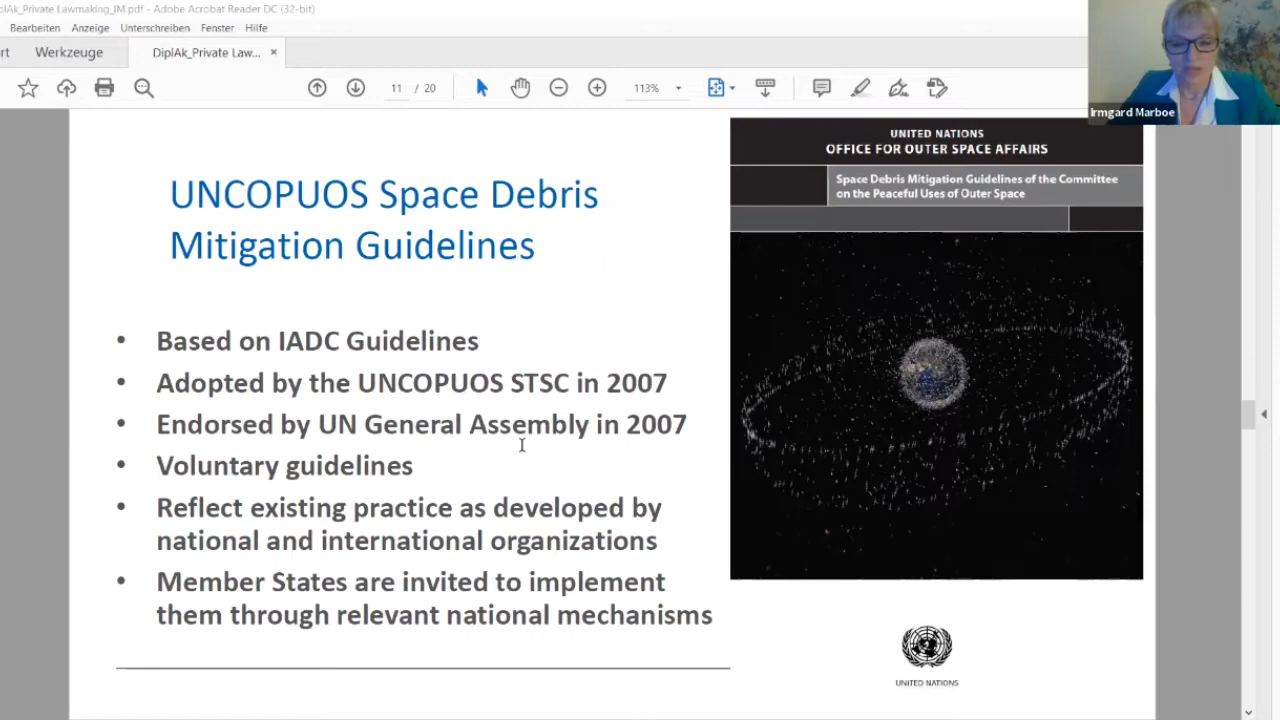 plAk_Private Lawmaking_IM.pdf - Adobe Acrobat Reader DC (32-bit)
Bearbeiten Anzeige Unterschreiben Fenster Hilfe
rt Werkzeuge DiplAk_Private Law... ×
11 / 20 113%
Irmgard Marboe
UNITED NATIONS
OFFICE FOR OUTER SPACE AFFAIRS
Space Debris Mitigation Guidelines of the Committee
on the Peaceful Uses of Outer Space
UNCOPUOS Space Debris
Mitigation Guidelines
• Based on IADC Guidelines
• Adopted by the UNCOPUOS STSC in 2007
• Endorsed by UN General Assembly in 2007
• Voluntary guidelines
• Reflect existing practice as developed by
national and international organizations
• Member States are invited to implement
them through relevant national mechanisms
UNITED NATIONS